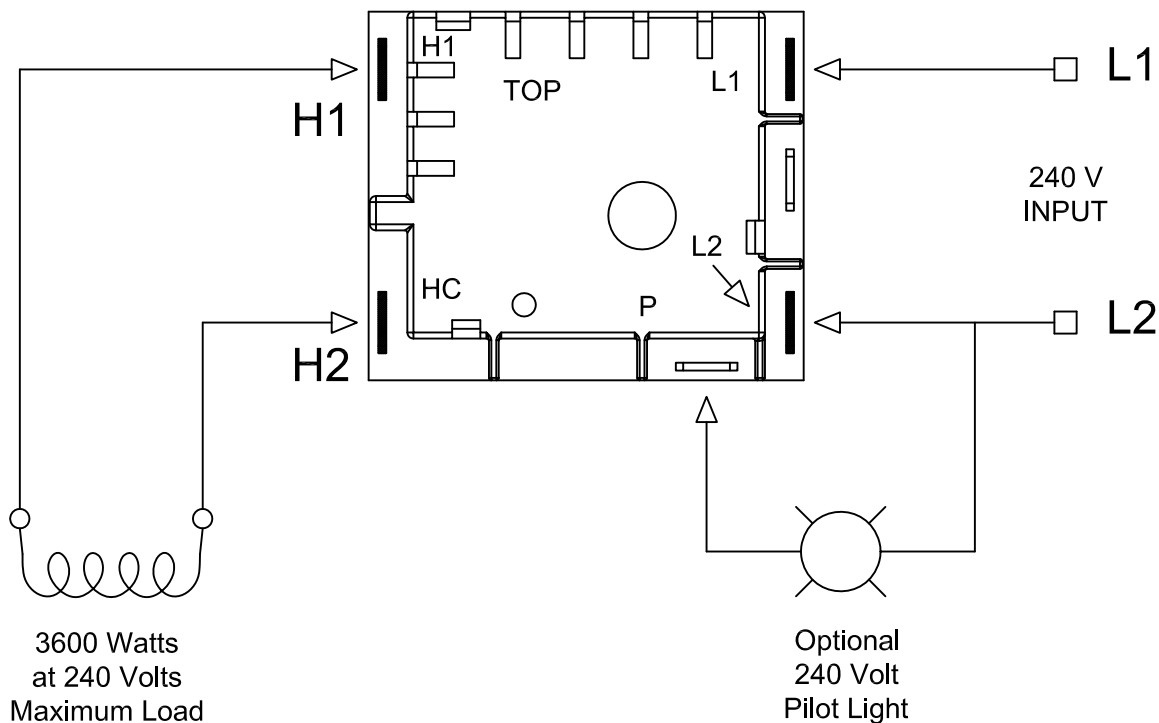 H1
TOP
L1
L1
H1
240 V
INPUT
L2
HC
P
L2
H2
3600 Watts
at 240 Volts
Maximum Load
Optional
240 Volt
Pilot Light